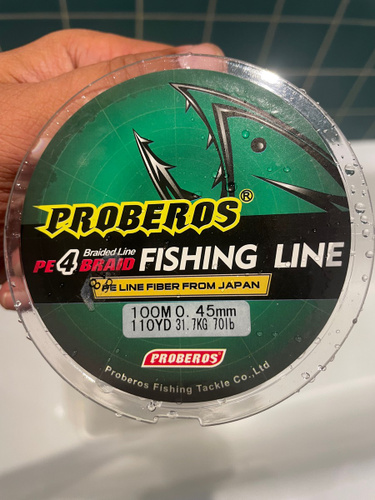 PROBEROS®
PE 4 Braided Line BRAID FISHING LINE
PE LINE FIBER FROM JAPAN
100M 0.45mm
110YD 31.7KG 70lb
PROBEROS®
Proberos Fishing Tackle Co.,Ltd